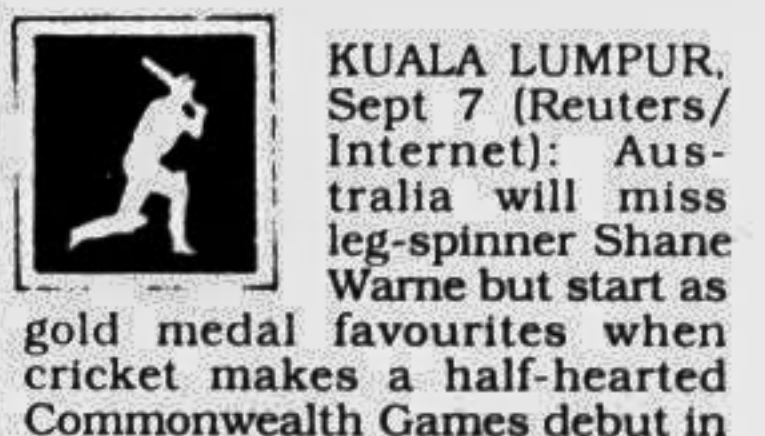 KUALA LUMPUR,
Sept 7 (Reuters/
Internet): Aus-
tralia will miss
leg-spinner Shane
Warne but start as
gold medal favourites when
cricket makes a half-hearted
Commonwealth Games debut in